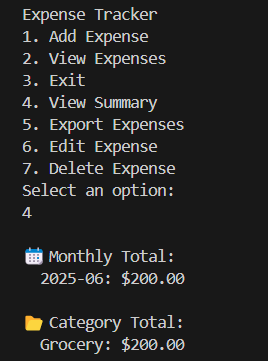 Expense Tracker
1. Add Expense
2. View Expenses
3. Exit
4. View Summary
5. Export Expenses
6. Edit Expense
7. Delete Expense
Select an option:
4
📅 Monthly Total:
2025-06: $200.00
📂 Category Total:
Grocery: $200.00